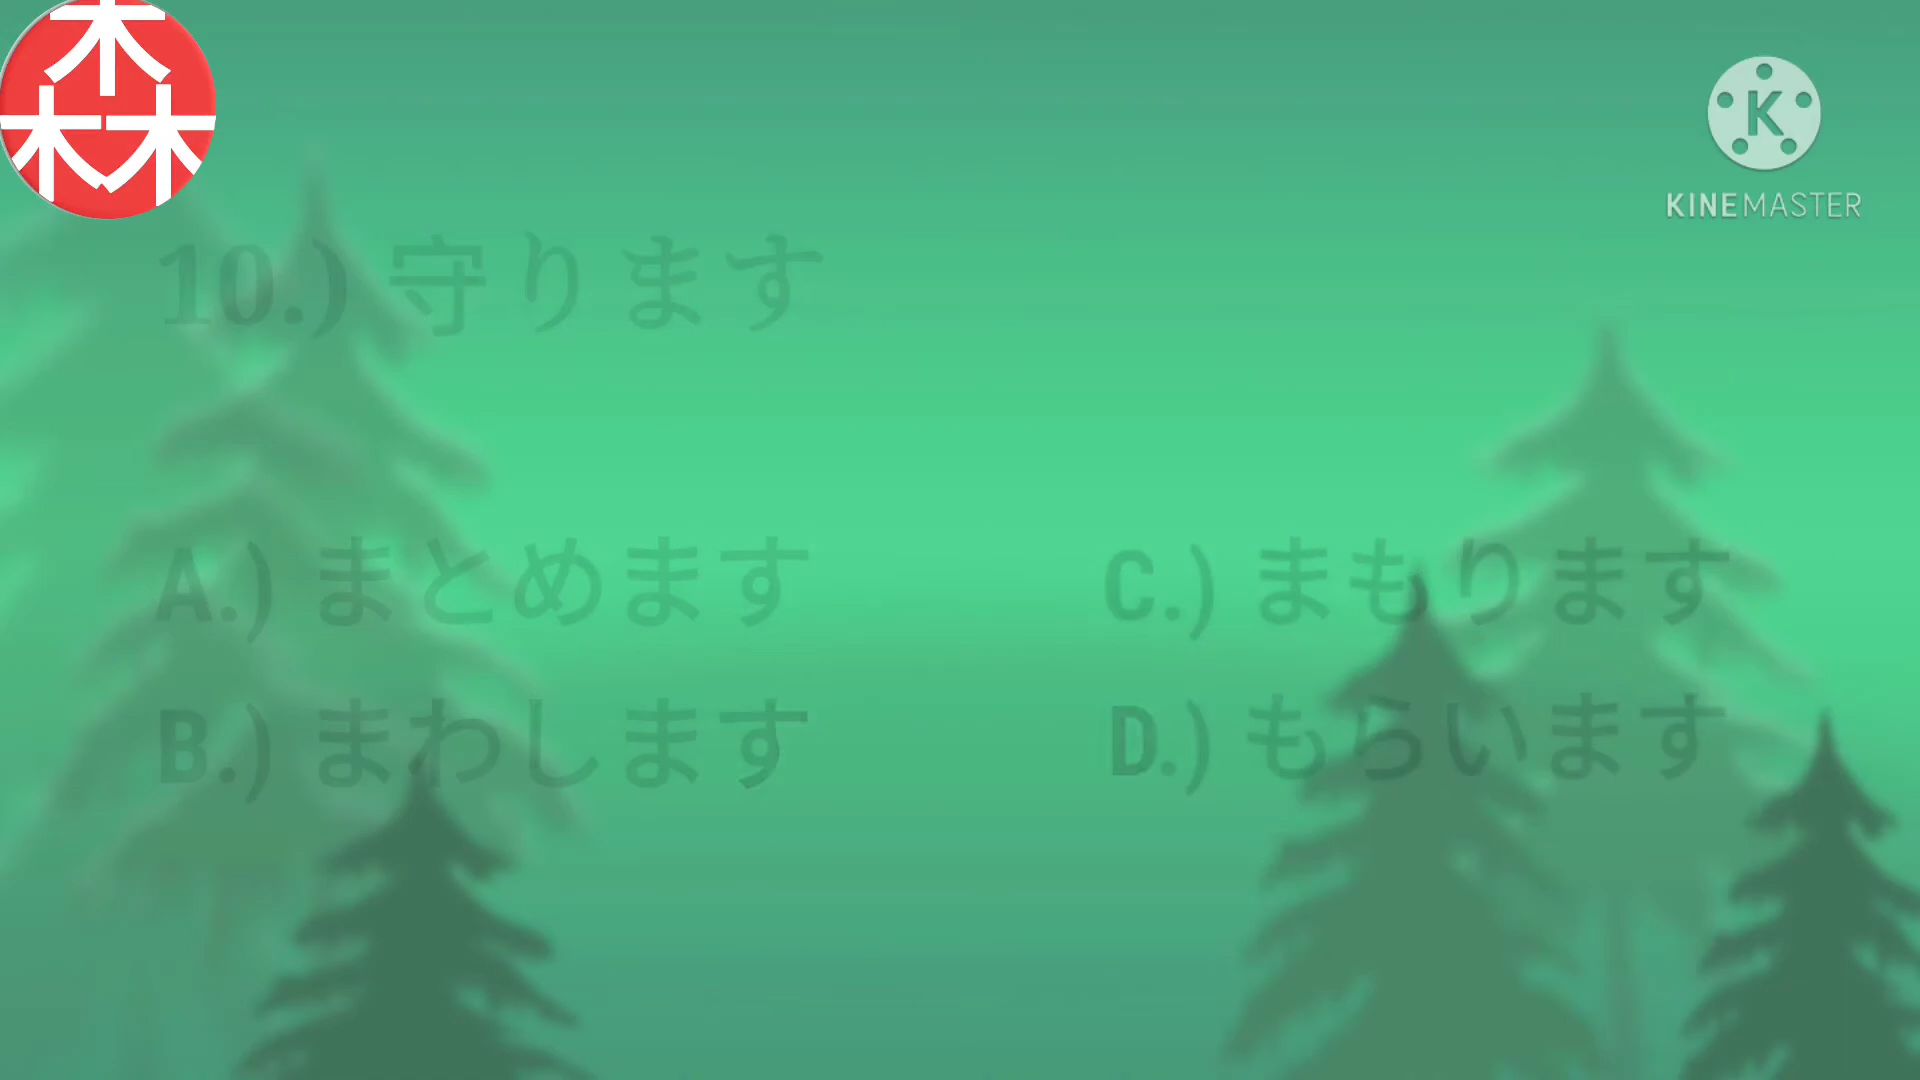 森
KINEMASTER
10.) 守ります
A.) まとめます
B.) まわします
C.) まもります
D.) もらいます